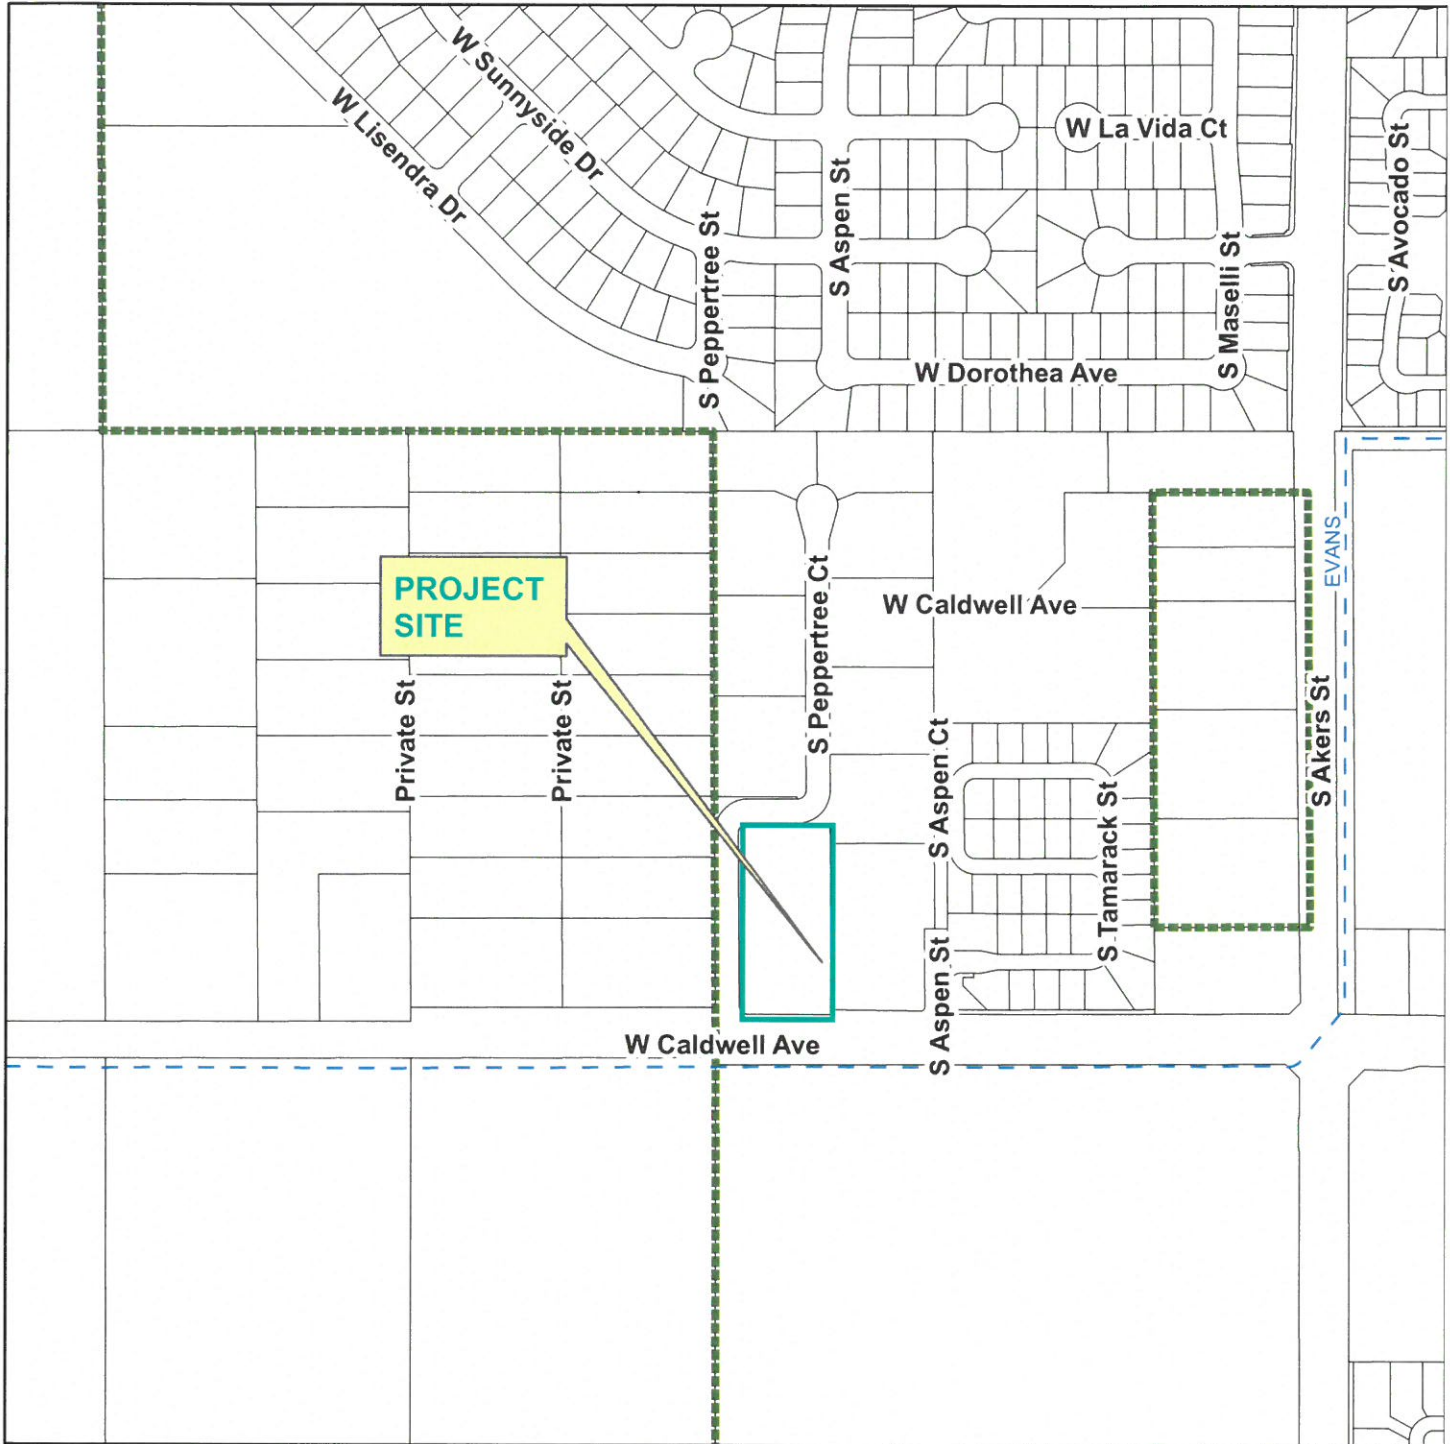 W Sunnyside Dr
W Lisendra Dr
W La Vida Ct
S Avocado St
S Aspen St
S Peppertree St
S Maselli St
W Dorothea Ave
EVANS
PROJECT
SITE
S Peppertree Ct
W Caldwell Ave
Private St
Private St
S Aspen Ct
S Akers St
S Tamarack St
S Aspen St
W Caldwell Ave